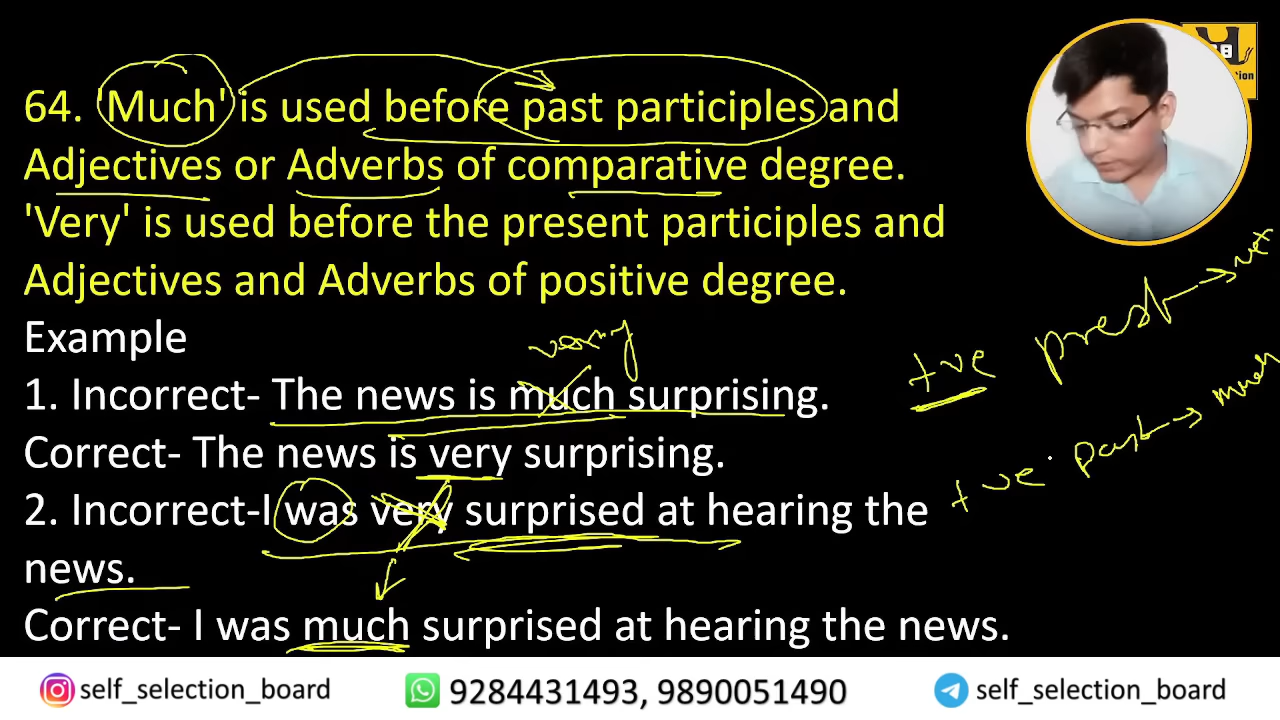 64. 'Much' is used before past participles and
Adjectives or Adverbs of comparative degree.
'Very' is used before the present participles and
Adjectives and Adverbs of positive degree.
Example
very
1. Incorrect- The news is much surprising.
+ve
Correct- The news is very surprising.
2. Incorrect-I was very surprised at hearing the
news.
+ve past → much
Correct- I was much surprised at hearing the news.
self_selection_board
9284431493, 9890051490
self_selection_board